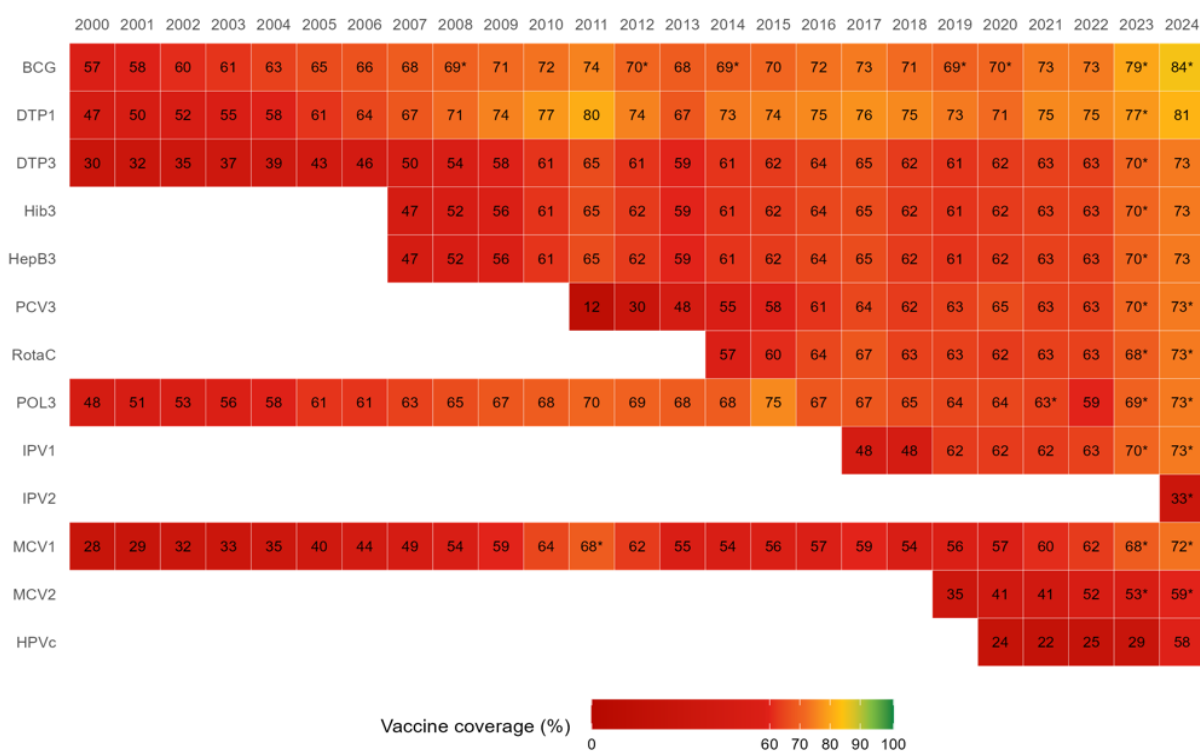 2000 2001 2002 2003 2004 2005 2006 2007 2008 2009 2010 2011 2012 2013 2014 2015 2016 2017 2018 2019 2020 2021 2022 2023 2024
BCG 57 58 60 61 63 65 66 68 69* 71 72 74 70* 68 69* 70 72 73 71 69* 70* 73 73 79* 84*
DTP1 47 50 52 55 58 61 64 67 71 74 77 80 74 67 73 74 75 76 75 73 71 75 75 77* 81
DTP3 30 32 35 37 39 43 46 50 54 58 61 65 61 59 61 62 64 65 62 61 62 63 63 70* 73
Hib3 47 52 56 61 65 62 59 61 62 64 65 62 61 62 63 63 70* 73
HepB3 47 52 56 61 65 62 59 61 62 64 65 62 61 62 63 63 70* 73
PCV3 12 30 48 55 58 61 64 62 63 65 63 63 70* 73*
RotaC 57 60 64 67 63 63 62 63 63 68* 73*
POL3 48 51 53 56 58 61 61 63 65 67 68 70 69 68 68 75 67 67 65 64 64 63* 59 69* 73*
IPV1 48 48 62 62 62 63 70* 73*
IPV2 33*
MCV1 28 29 32 33 35 40 44 49 54 59 64 68* 62 55 54 56 57 59 54 56 57 60 62 68* 72*
MCV2 35 41 41 52 53* 59*
HPVc 24 22 25 29 58
Vaccine coverage (%)
0 60 70 80 90 100